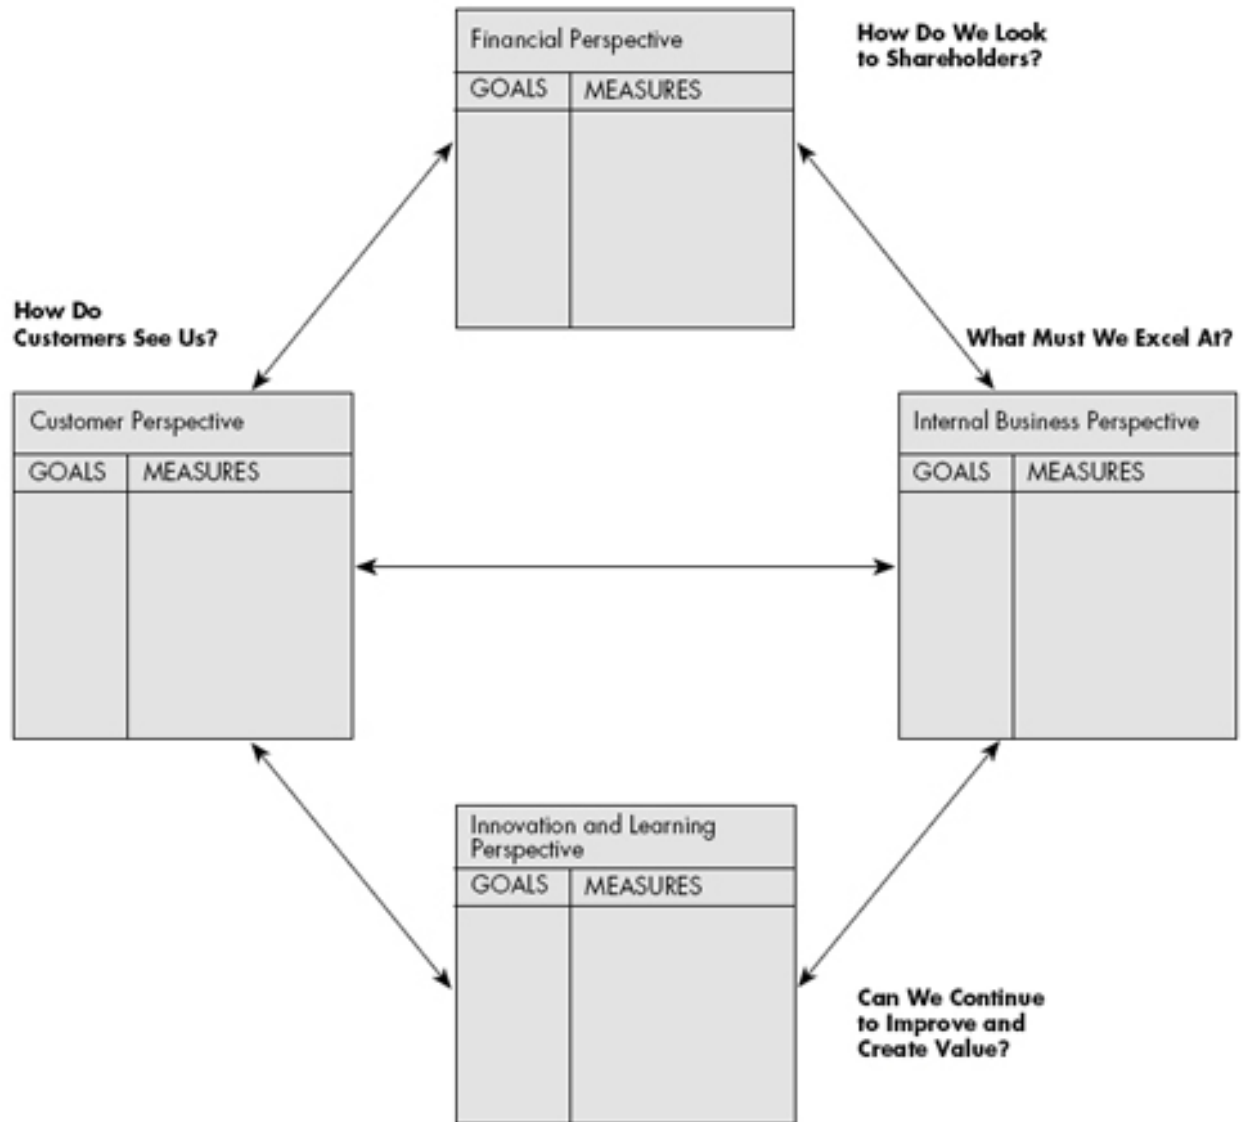 Financial Perspective
GOALS MEASURES
How Do We Look
to Shareholders?
How Do
Customers See Us?
What Must We Excel At?
Customer Perspective
GOALS MEASURES
Internal Business Perspective
GOALS MEASURES
Innovation and Learning
Perspective
GOALS MEASURES
Can We Continue
to Improve and
Create Value?